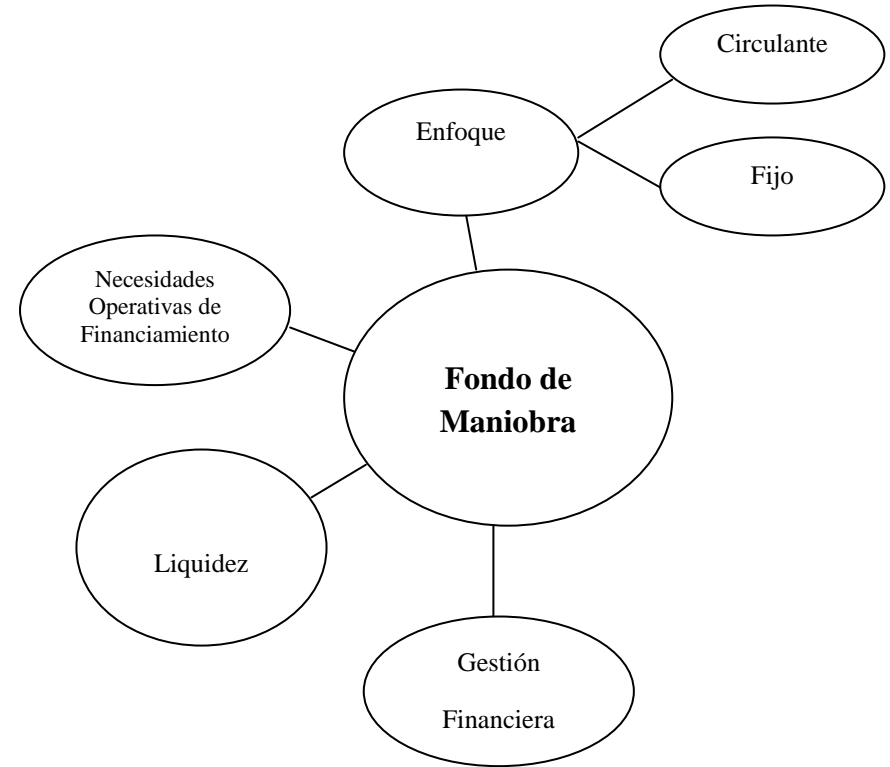 Circulante
Enfoque
Fijo
Necesidades
Operativas de
Financiamiento
Fondo de
Maniobra
Liquidez
Gestión
Financiera